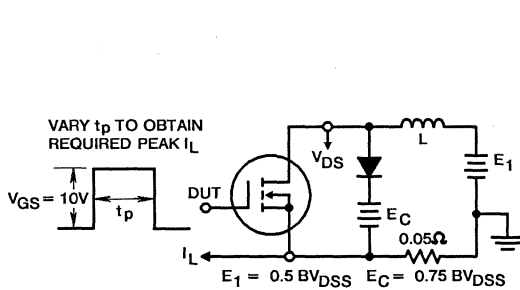 VARY tp TO OBTAIN
REQUIRED PEAK IL
VGS = 10V
tp
DUT
VDS
L
E1
EC
0.05Ω
IL
E1 = 0.5 BVDSS EC = 0.75 BVDSS